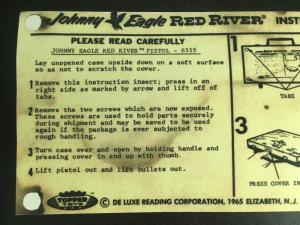 Johnny Eagle RED RIVER® INST
PLEASE READ CAREFULLY
JOHNNY EAGLE RED RIVER™ PISTOL - 6335
Lay unopened case upside down on a soft surface
so as not to scratch the cover.
1 Remove this instruction insert; press in on
right side as marked by arrow and lift off of
tabs.
2 Remove the two screws which are now exposed.
These screws are used to hold parts securely
during shipment and may be saved to be used
again if the package is ever subjected to
rough handling.
3 Turn case over and open by holding handle and
pressing cover in and up with thumb.
4 Lift pistol out and lift bullets out.
TOPPER
TOYS
© DE LUXE READING CORPORATION, 1965 ELIZABETH, N.J.
1
TABS
3
PRESS COVER IN